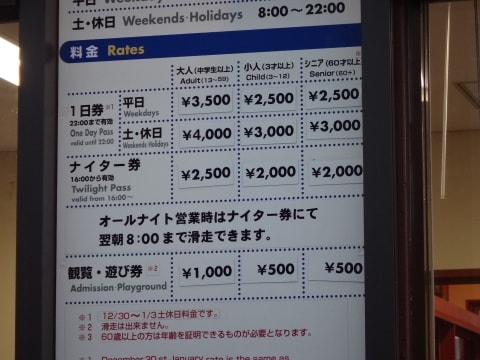 平日 Weekday
土・休日 Weekends・Holidays 8:00～22:00
料金 Rates
大人（中学生以上） 小人（3才以上） シニア（60才以上）※
Adult（13～59） Child（3～12） Senior（60+）
1日券※1 平日 ¥3,500 ¥2,500 ¥2,500
22:00まで有効 Weekdays
One Day Pass 土・休日 ¥4,000 ¥3,000 ¥3,000
valid until 22:00 Weekends Holidays
ナイター券
16:00から有効 ¥2,500 ¥2,000 ¥2,000
Twilight Pass
valid from 16:00～
オールナイト営業時はナイター券にて
翌朝8:00まで滑走できます。
観覧・遊び券 ※2 ¥1,000 ¥500 ¥500
Admission・Playground
※1 12/30～1/3土休日料金です。
※2 滑走は出来ません。
※3 60歳以上の方は年齢を証明できるものが必要となります。
※1 December 30 st January rate is the same as